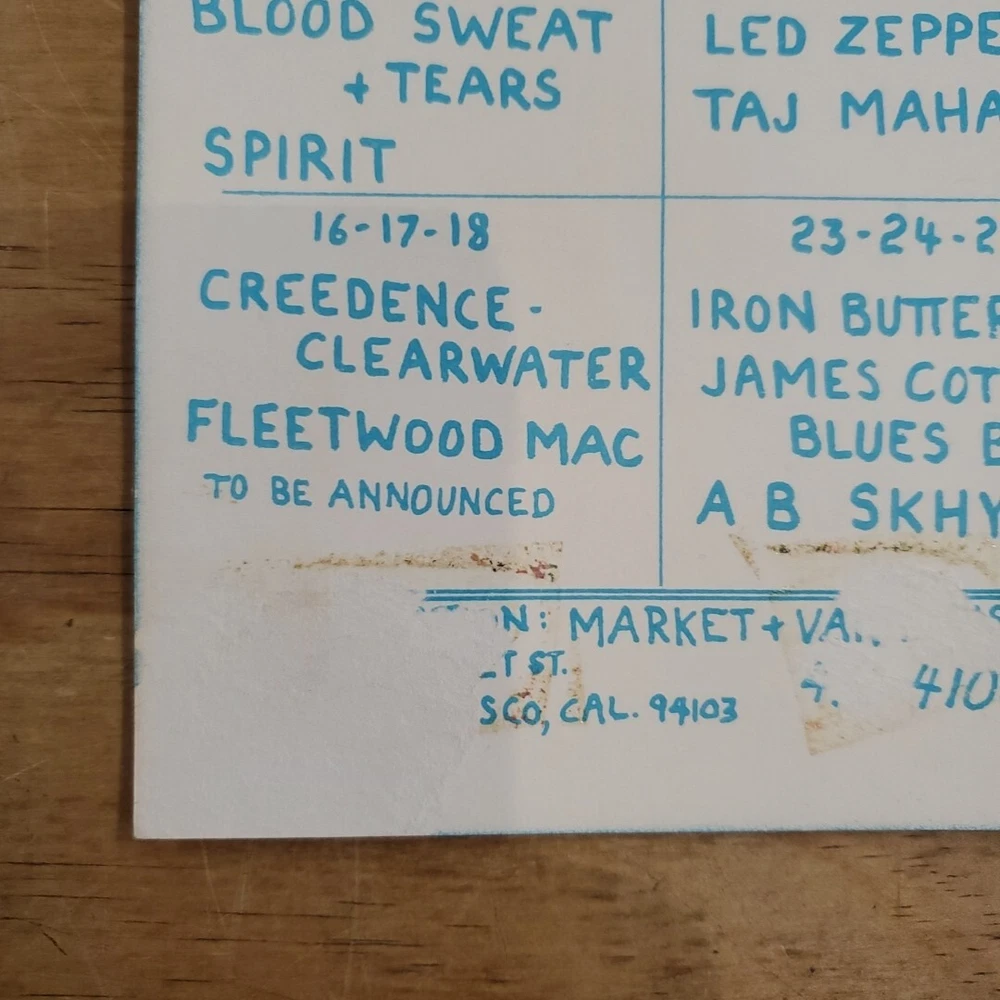 BLOOD SWEAT
+ TEARS
SPIRIT
LED ZEPPE
TAJ MAHA
16-17-18
CREEDENCE -
CLEARWATER
FLEETWOOD MAC
TO BE ANNOUNCED
23-24-2
IRON BUTTER
JAMES COT
BLUES B
A B SKHY
N: MARKET + VA
T ST.
SCO, CAL. 94103
410